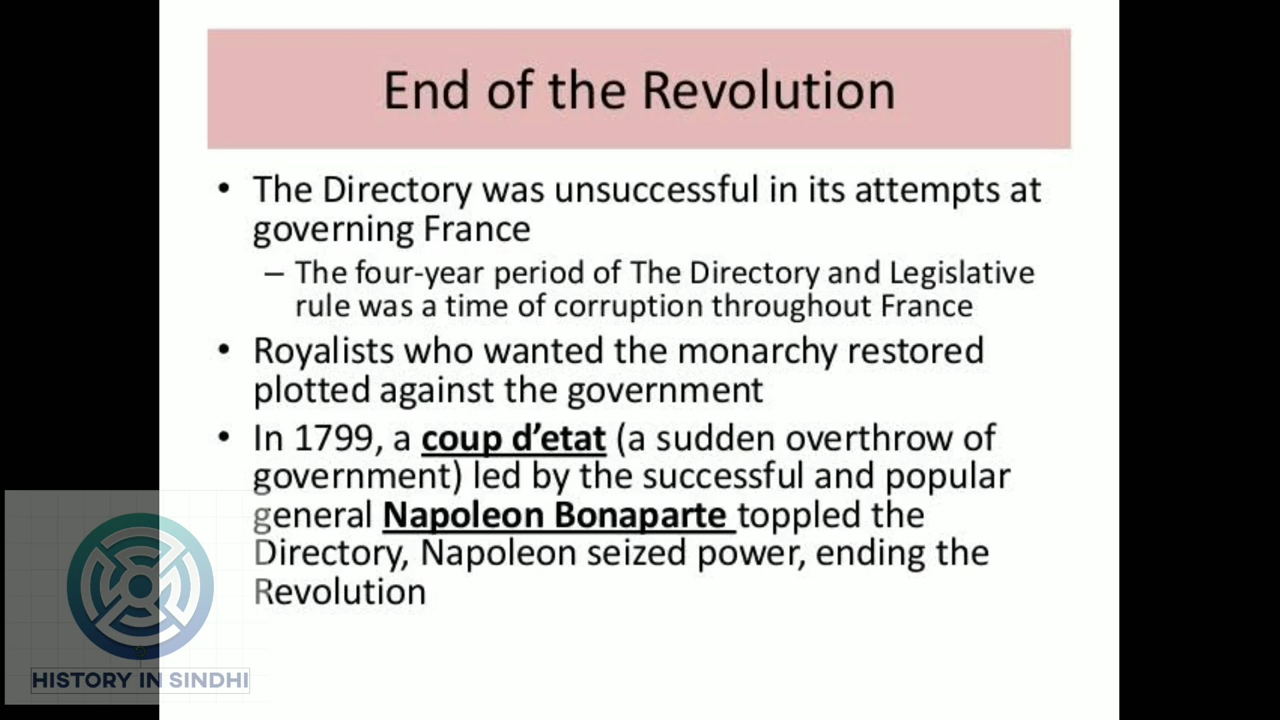 End of the Revolution
• The Directory was unsuccessful in its attempts at
governing France
– The four-year period of The Directory and Legislative
rule was a time of corruption throughout France
• Royalists who wanted the monarchy restored
plotted against the government
• In 1799, a coup d’etat (a sudden overthrow of
government) led by the successful and popular
general Napoleon Bonaparte toppled the
Directory, Napoleon seized power, ending the
Revolution
HISTORY IN SINDHI